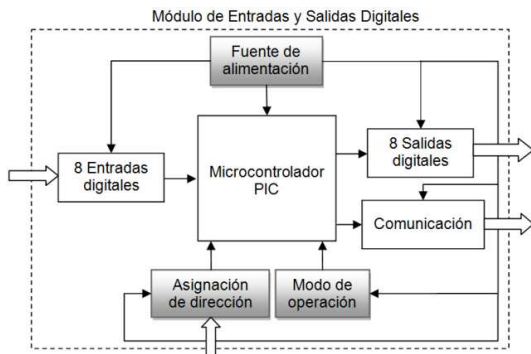 Módulo de Entradas y Salidas Digitales
Fuente de
alimentación
8 Entradas
digitales
Microcontrolador
PIC
8 Salidas
digitales
Comunicación
Asignación
de dirección
Modo de
operación